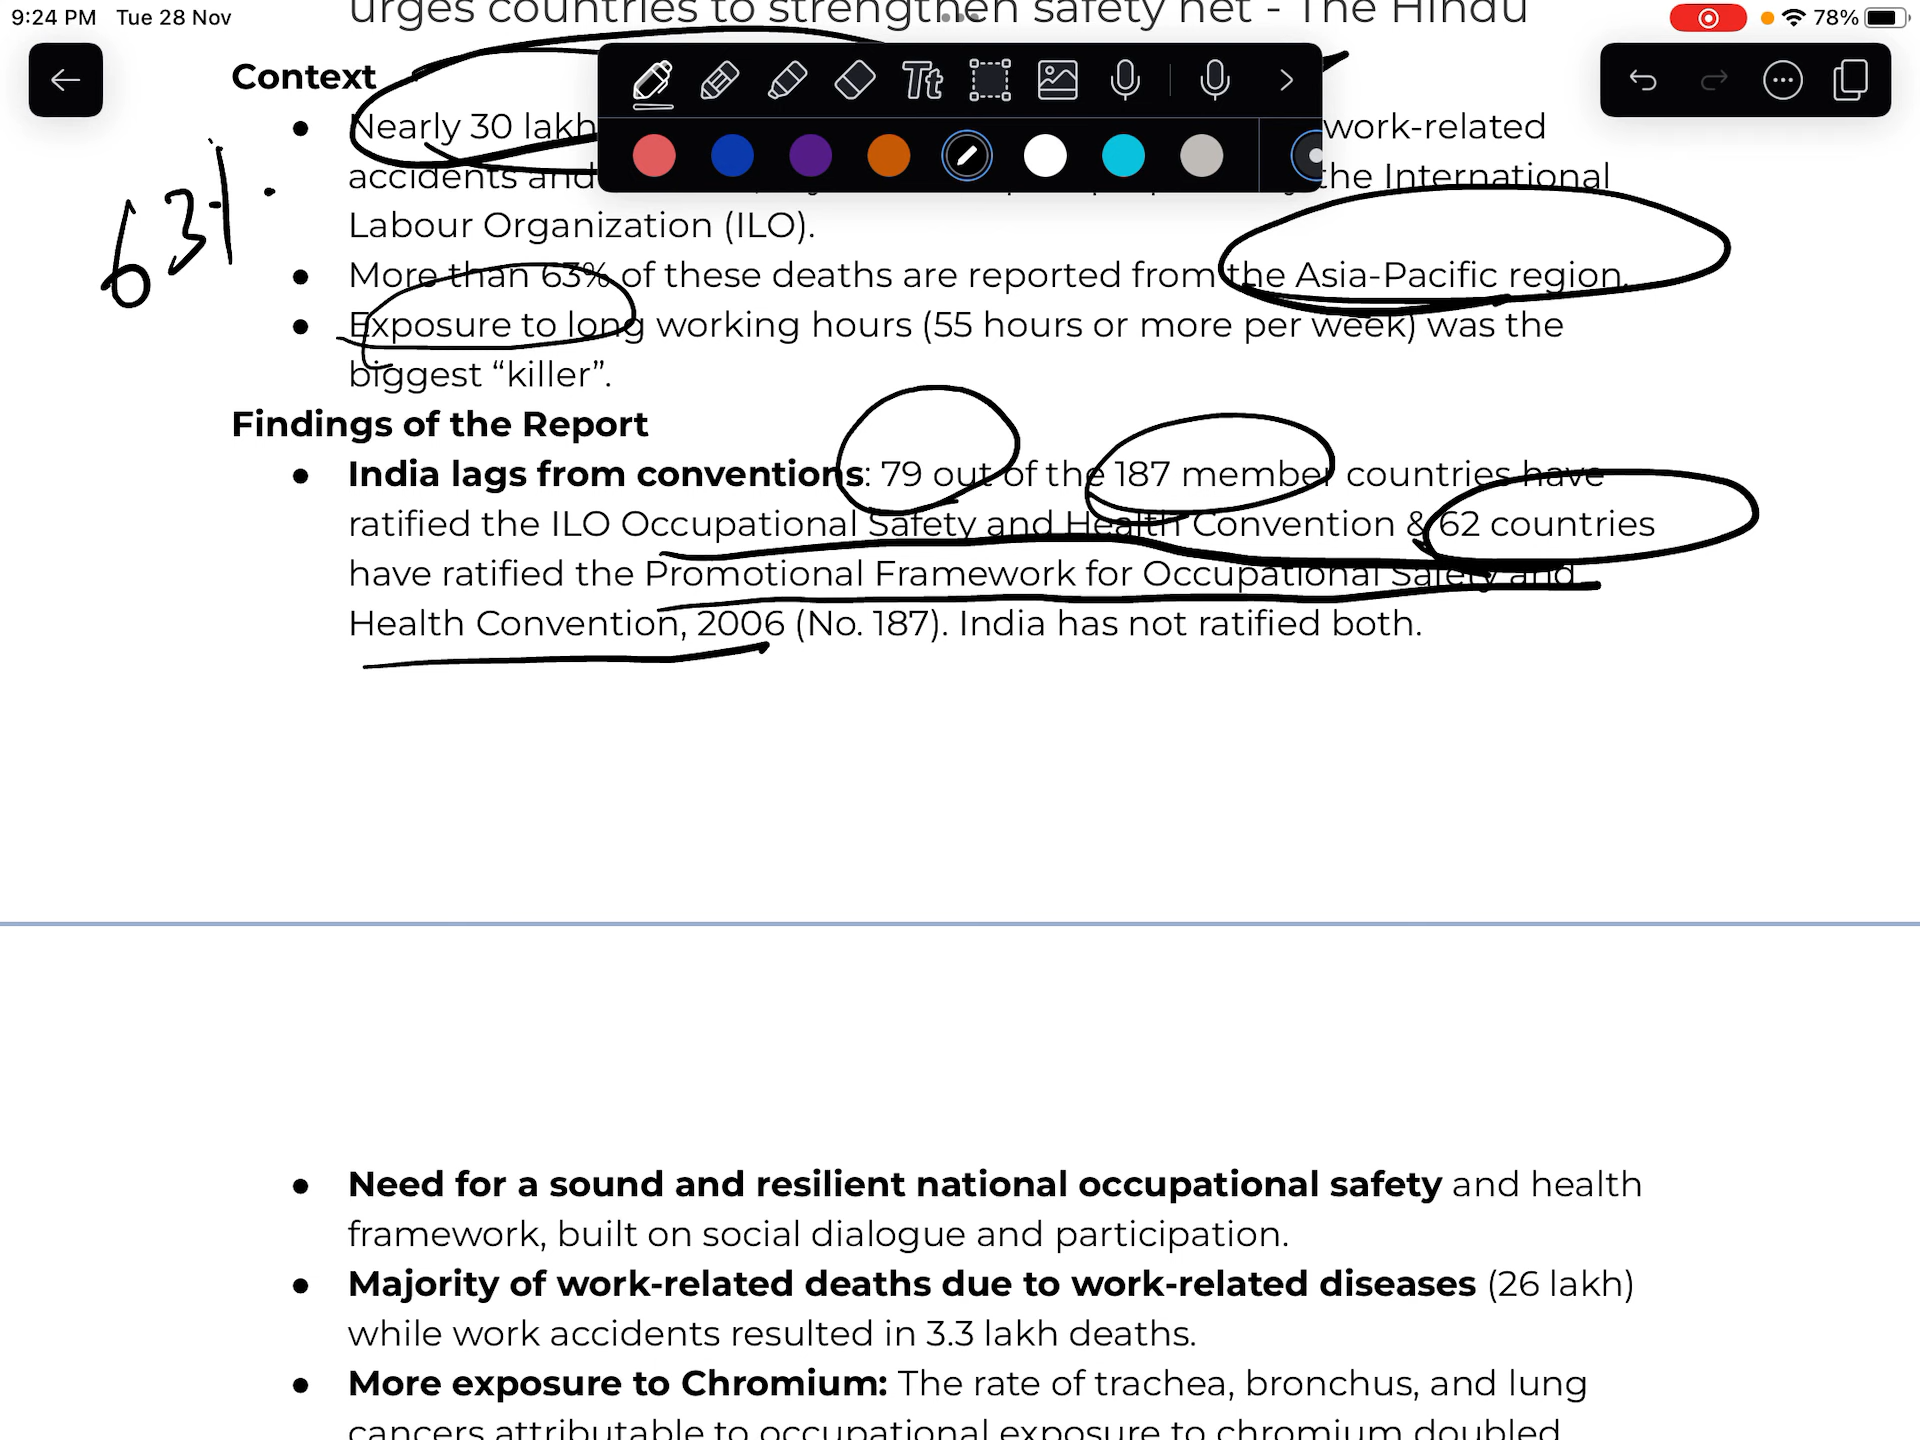 9:24 PM Tue 28 Nov
78%
urges countries to strengthen safety net - The Hindu
Context
Tt
Nearly 30 lakh work-related
accidents and the International
63%
Labour Organization (ILO).
More than 63% of these deaths are reported from the Asia-Pacific region.
Exposure to long working hours (55 hours or more per week) was the
biggest “killer”.
Findings of the Report
India lags from conventions: 79 out of the 187 member countries have
ratified the ILO Occupational Safety and Health Convention & 62 countries
have ratified the Promotional Framework for Occupational Safety and
Health Convention, 2006 (No. 187). India has not ratified both.
Need for a sound and resilient national occupational safety and health
framework, built on social dialogue and participation.
Majority of work-related deaths due to work-related diseases (26 lakh)
while work accidents resulted in 3.3 lakh deaths.
More exposure to Chromium: The rate of trachea, bronchus, and lung
cancers attributable to occupational exposure to chromium doubled